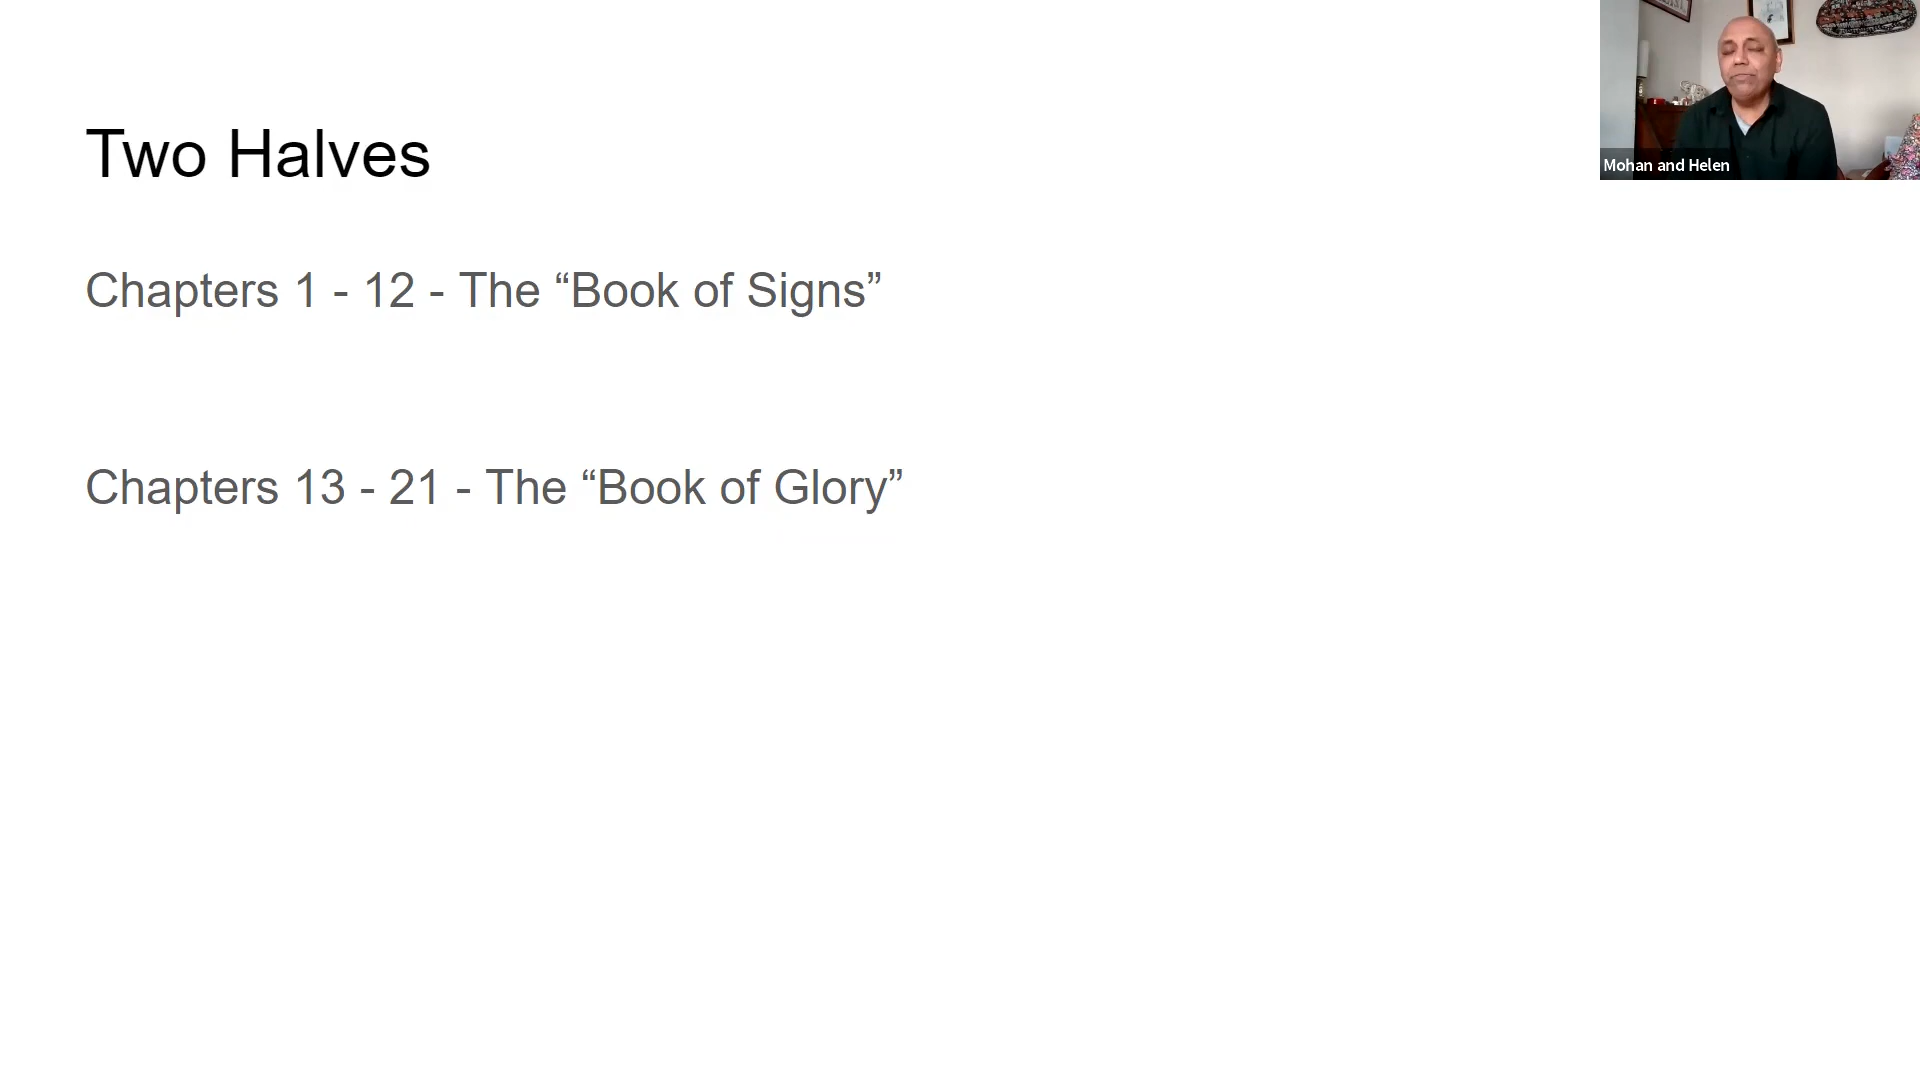 Two Halves
Chapters 1 - 12 - The “Book of Signs”
Chapters 13 - 21 - The “Book of Glory”
Mohan and Helen